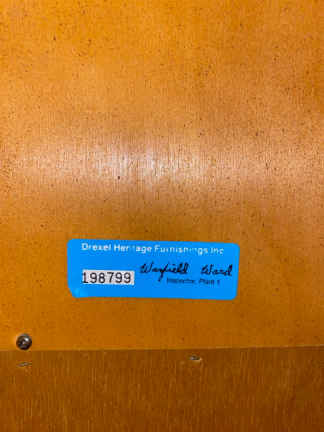 Drexel Heritage Furnishings Inc
198799 Warfield Ward
Inspector, Plant 1